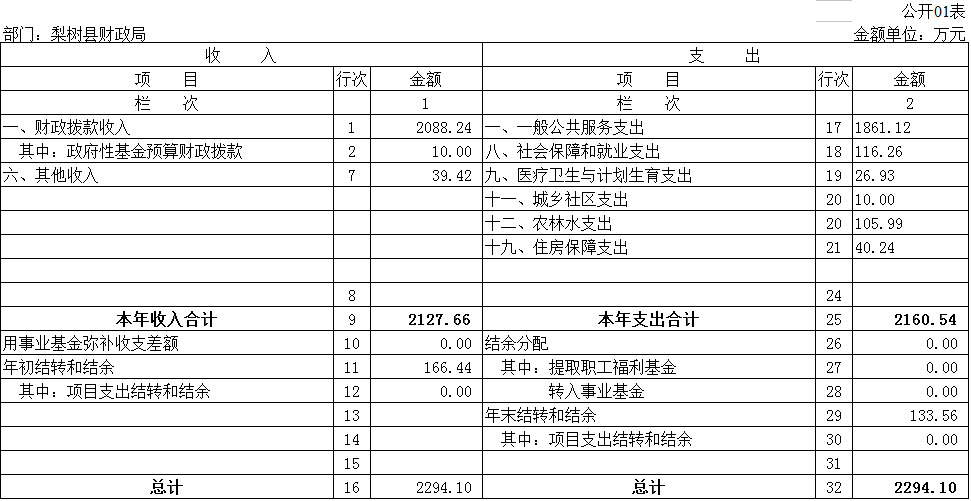 公开01表
部门：梨树县财政局 金额单位：万元
收 入 支 出
项 目 行次 金额 项 目 行次 金额
栏 次 1 栏 次 2
一、财政拨款收入 1 2088.24 一、一般公共服务支出 17 1861.12
其中：政府性基金预算财政拨款 2 10.00 八、社会保障和就业支出 18 116.26
六、其他收入 7 39.42 九、医疗卫生与计划生育支出 19 26.93
十一、城乡社区支出 20 10.00
十二、农林水支出 20 105.99
十九、住房保障支出 21 40.24
8 24
本年收入合计 9 2127.66 本年支出合计 25 2160.54
用事业基金弥补收支差额 10 0.00 结余分配 26 0.00
年初结转和结余 11 166.44 其中：提取职工福利基金 27 0.00
其中：项目支出结转和结余 12 0.00 转入事业基金 28 0.00
13 年末结转和结余 29 133.56
14 其中：项目支出结转和结余 30 0.00
15 31
总计 16 2294.10 总计 32 2294.10